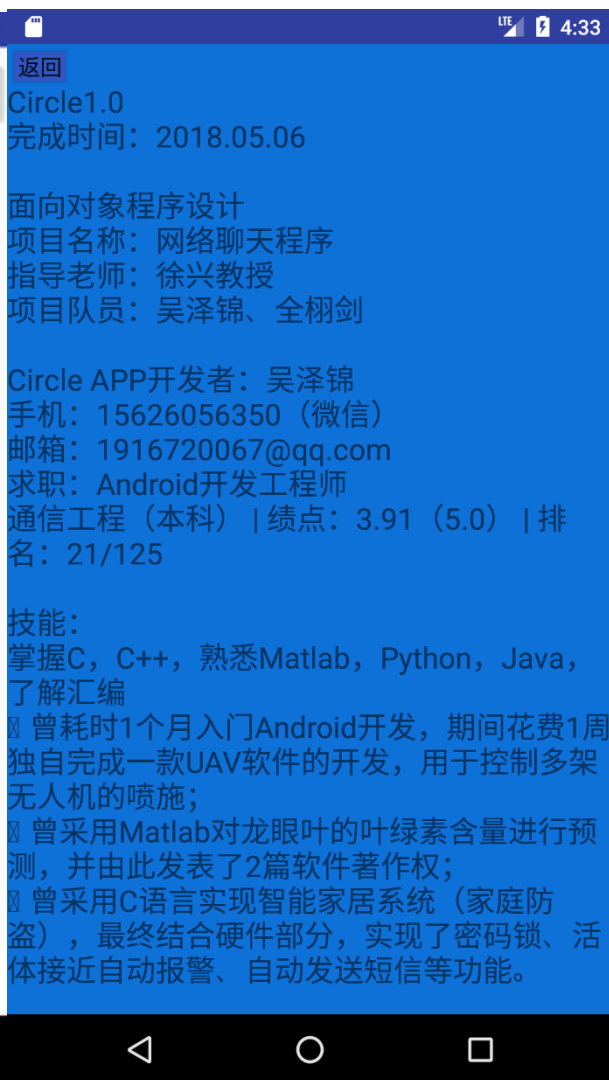 LTE 4:33
返回
Circle1.0
完成时间：2018.05.06
面向对象程序设计
项目名称：网络聊天程序
指导老师：徐兴教授
项目队员：吴泽锦、全栩剑
Circle APP开发者：吴泽锦
手机：15626056350（微信）
邮箱：1916720067@qq.com
求职：Android开发工程师
通信工程（本科） | 绩点：3.91（5.0） | 排
名：21/125
技能：
掌握C，C++，熟悉Matlab，Python，Java，
了解汇编
曾耗时1个月入门Android开发，期间花费1周
独自完成一款UAV软件的开发，用于控制多架
无人机的喷施；
曾采用Matlab对龙眼叶的叶绿素含量进行预
测，并由此发表了2篇软件著作权；
曾采用C语言实现智能家居系统（家庭防
盗），最终结合硬件部分，实现了密码锁、活
体接近自动报警、自动发送短信等功能。